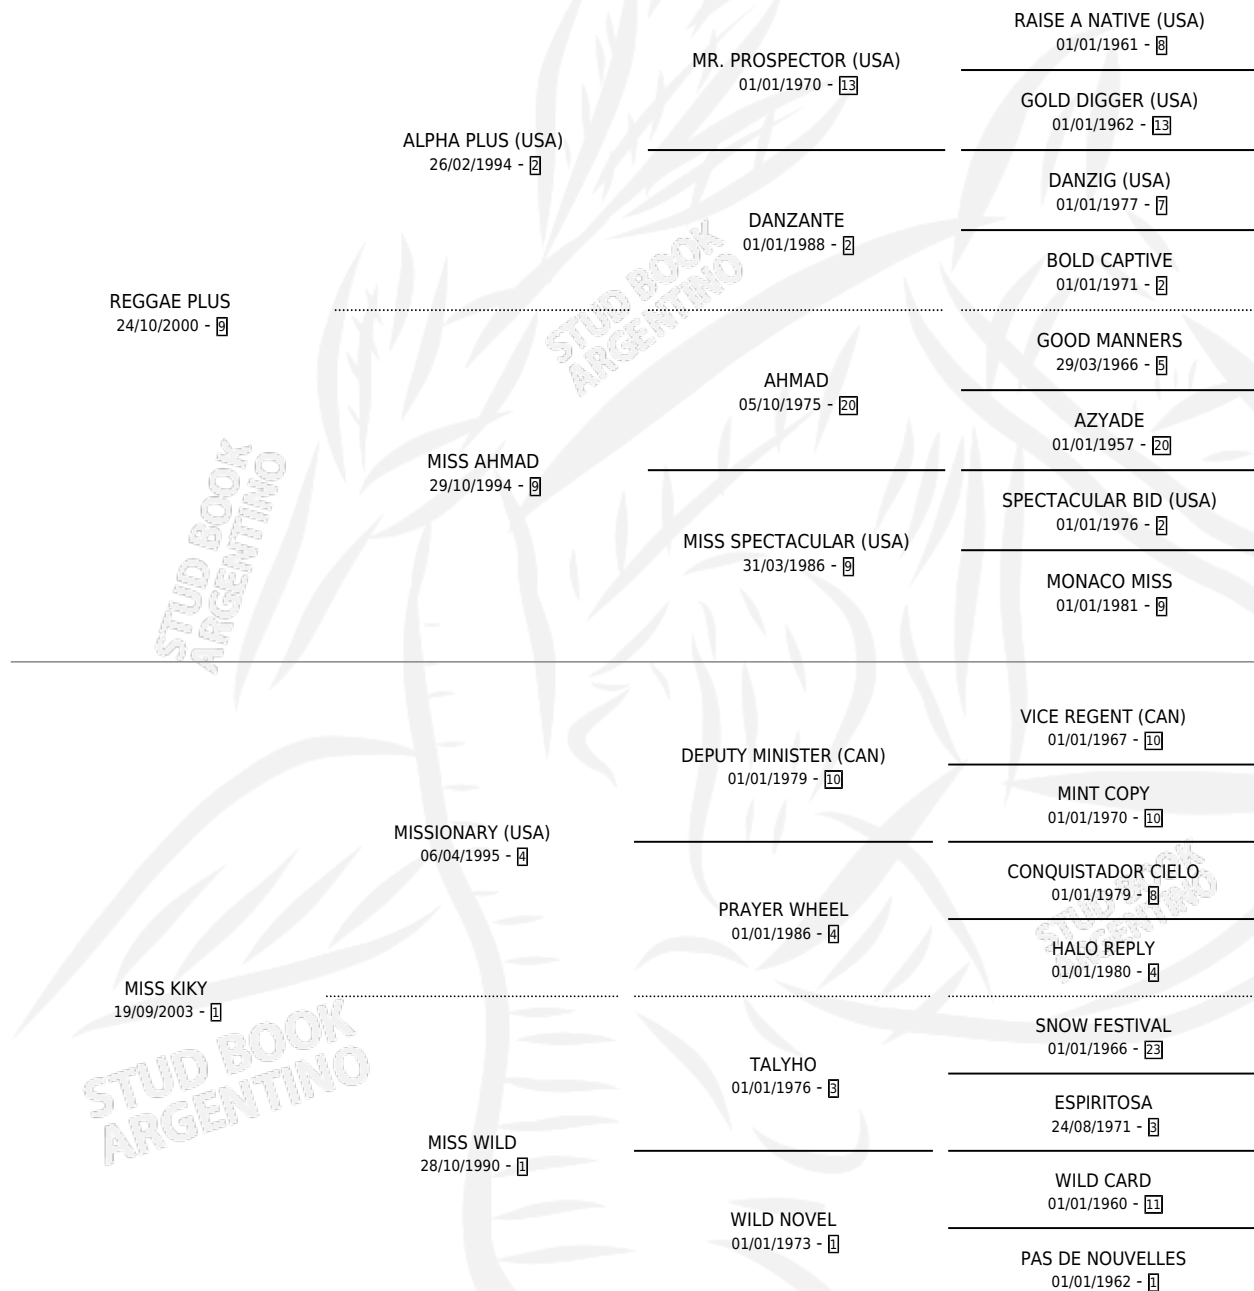 RAISE A NATIVE (USA)
01/01/1961 - 8
MR. PROSPECTOR (USA)
01/01/1970 - 13
GOLD DIGGER (USA)
01/01/1962 - 13
ALPHA PLUS (USA)
26/02/1994 - 2
DANZIG (USA)
01/01/1977 - 7
DANZANTE
01/01/1988 - 2
BOLD CAPTIVE
01/01/1971 - 2
REGGAE PLUS
24/10/2000 - 9
GOOD MANNERS
29/03/1966 - 5
AHMAD
05/10/1975 - 20
AZYADE
01/01/1957 - 20
MISS AHMAD
29/10/1994 - 9
SPECTACULAR BID (USA)
01/01/1976 - 2
MISS SPECTACULAR (USA)
31/03/1986 - 9
MONACO MISS
01/01/1981 - 9
VICE REGENT (CAN)
01/01/1967 - 10
DEPUTY MINISTER (CAN)
01/01/1979 - 10
MINT COPY
01/01/1970 - 10
MISSIONARY (USA)
06/04/1995 - 4
CONQUISTADOR CIELO
01/01/1979 - 8
PRAYER WHEEL
01/01/1986 - 4
HALO REPLY
01/01/1980 - 4
MISS KIKY
19/09/2003 - 1
SNOW FESTIVAL
01/01/1966 - 23
TALYHO
01/01/1976 - 3
ESPIRITOSA
24/08/1971 - 3
MISS WILD
28/10/1990 - 1
WILD CARD
01/01/1960 - 11
WILD NOVEL
01/01/1973 - 1
PAS DE NOUVELLES
01/01/1962 - 1
STUD BOOK
ARGENTINO
STUD BOOK
ARGENTINO
STUD BOOK
ARGENTINO
STUD BOOK
ARGENTINO